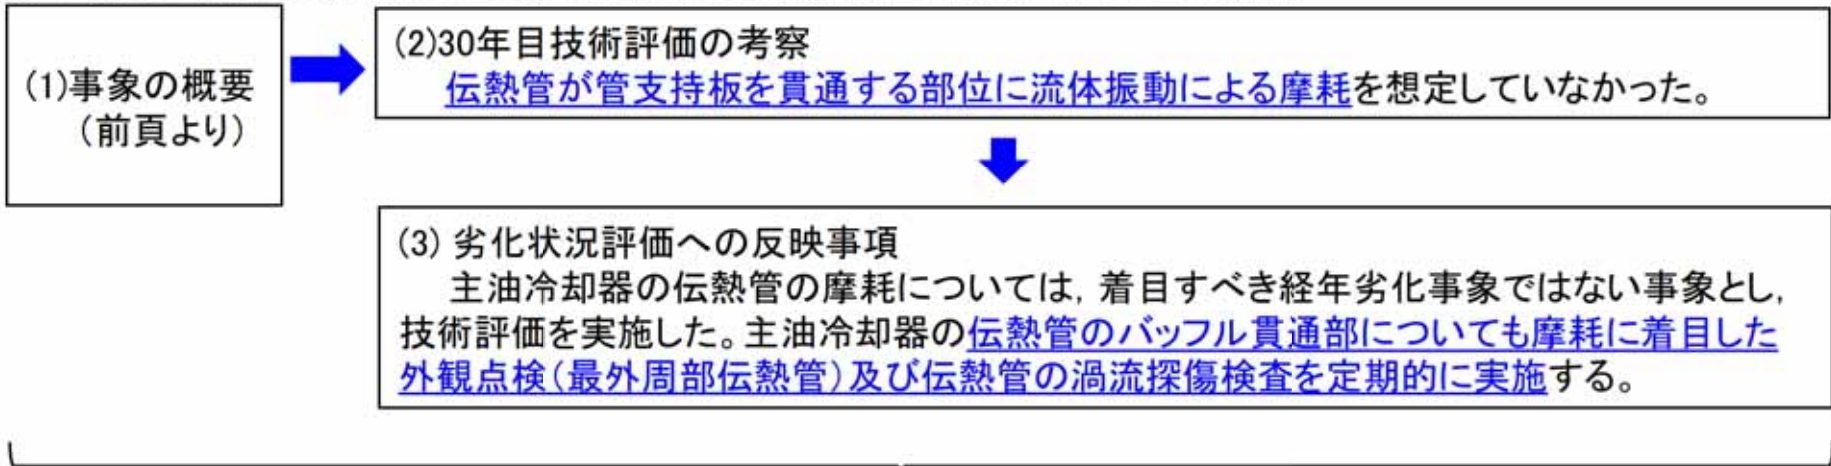 (1)事象の概要
（前頁より）
(2)30年目技術評価の考察
伝熱管が管支持板を貫通する部位に流体振動による摩耗を想定していなかった。
(3) 劣化状況評価への反映事項
主油冷却器の伝熱管の摩耗については，着目すべき経年劣化事象ではない事象とし，
技術評価を実施した。主油冷却器の伝熱管のバッフル貫通部についても摩耗に着目した
外観点検（最外周部伝熱管）及び伝熱管の渦流探傷検査を定期的に実施する。